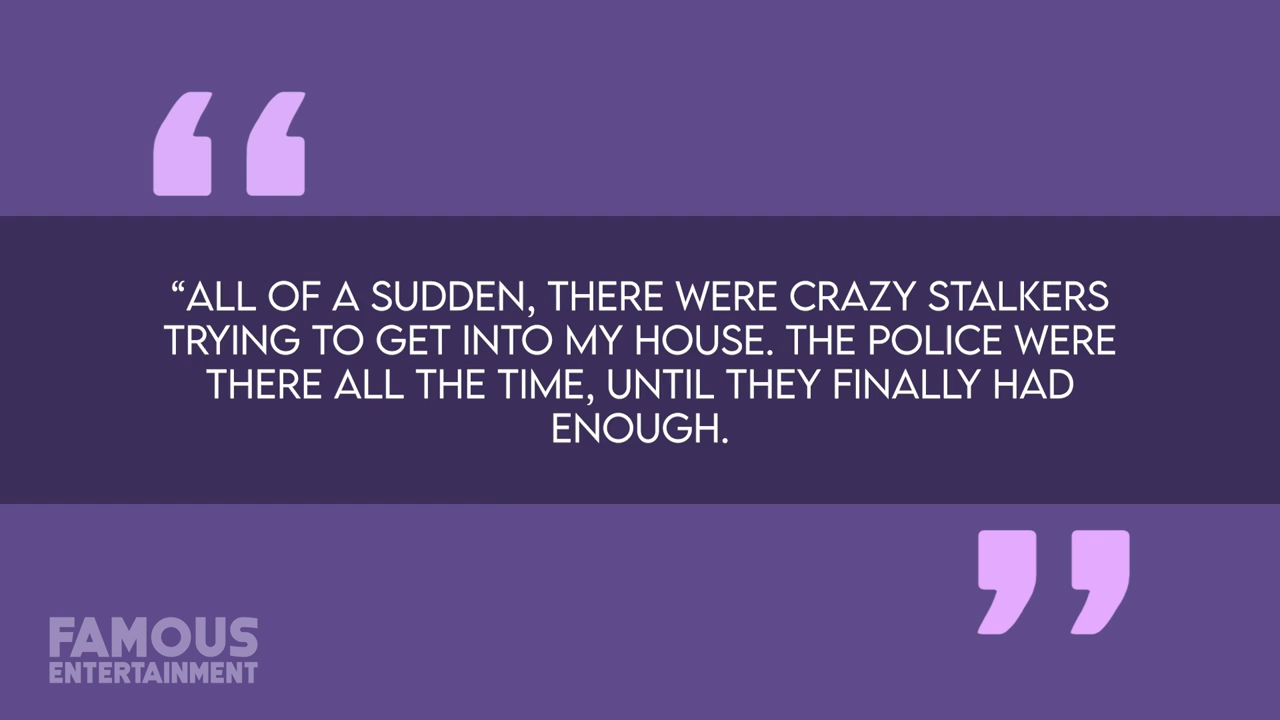 “ALL OF A SUDDEN, THERE WERE CRAZY STALKERS
TRYING TO GET INTO MY HOUSE. THE POLICE WERE
THERE ALL THE TIME, UNTIL THEY FINALLY HAD
ENOUGH.
FAMOUS
ENTERTAINMENT